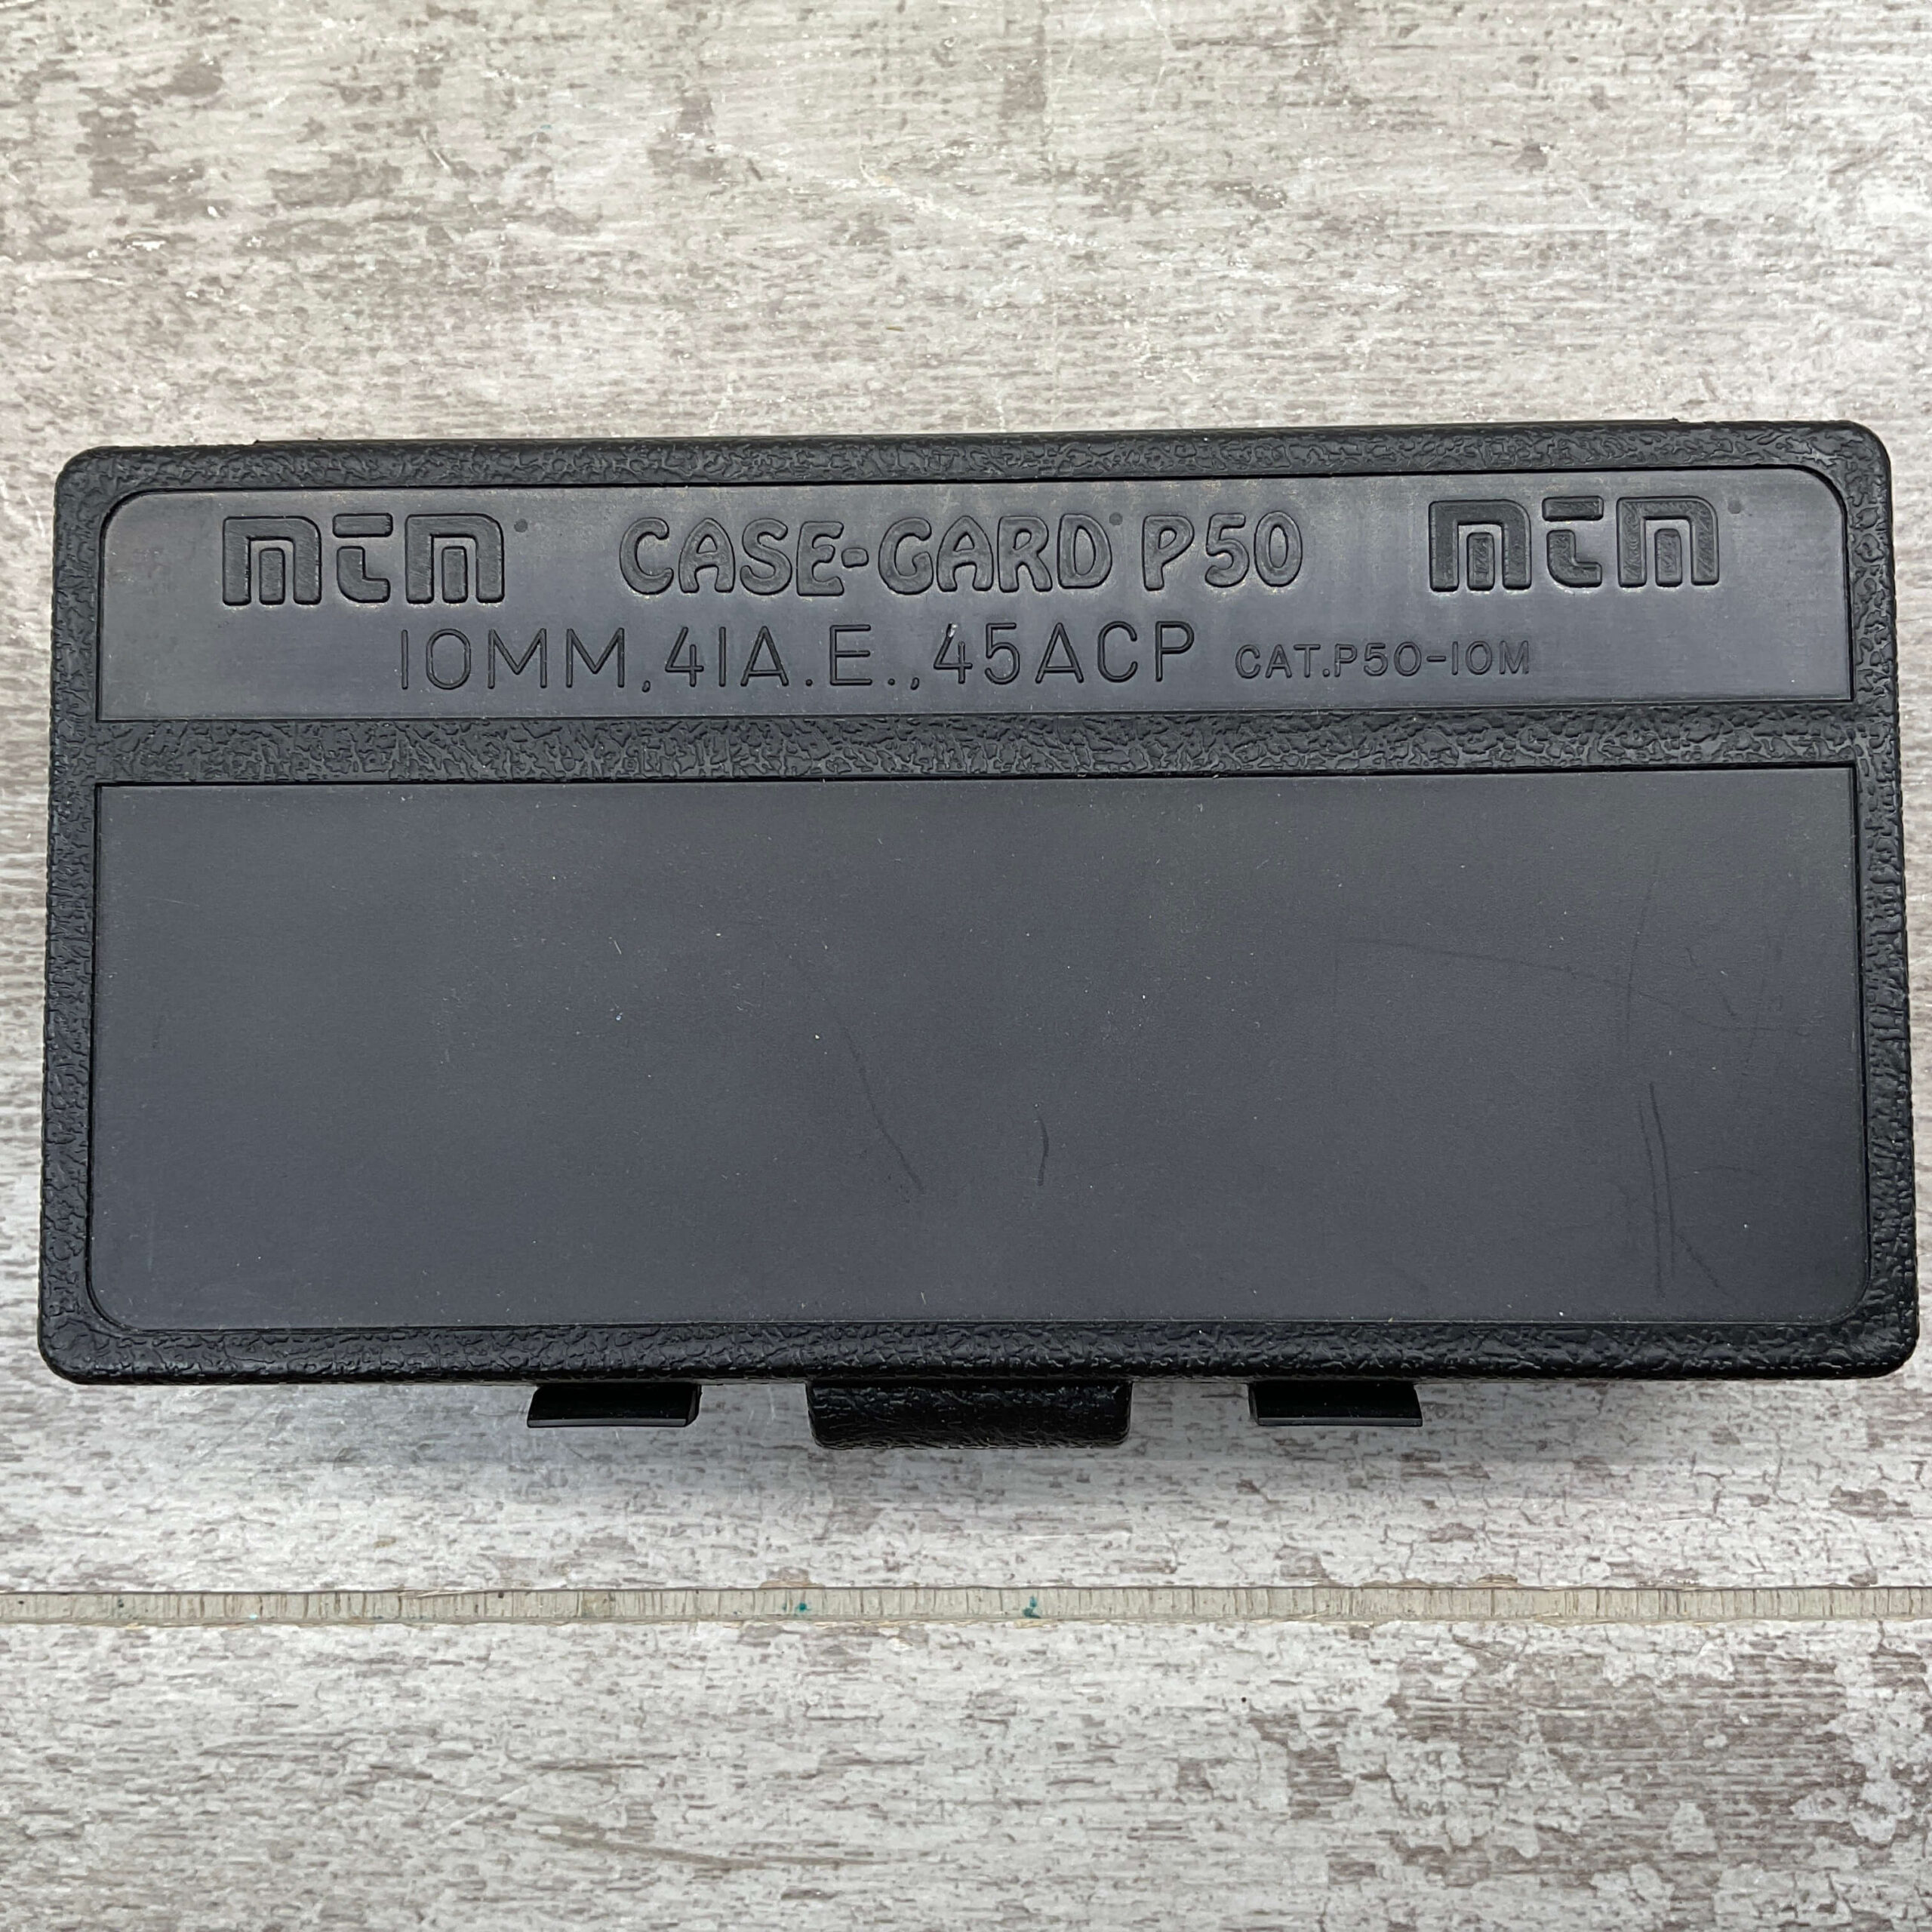 mtm® CASE-GARD® P50 mtm®
10MM,41A.E.,45ACP CAT.P50-10M